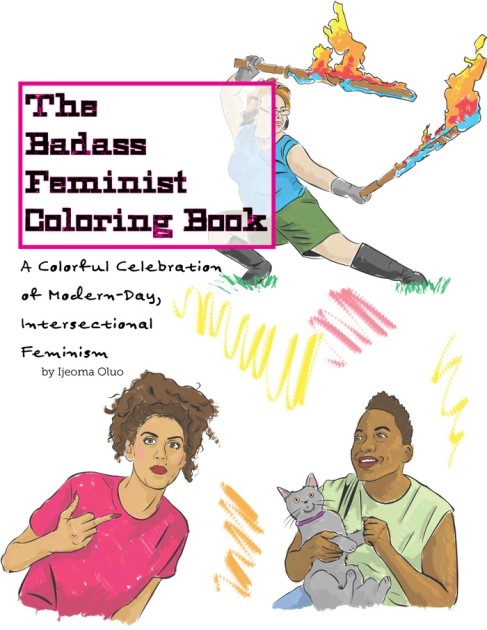 The
Badass
Feminist
Coloring Book
A Colorful Celebration
of Modern-Day,
Intersectional
Feminism
by Ijeoma Oluo